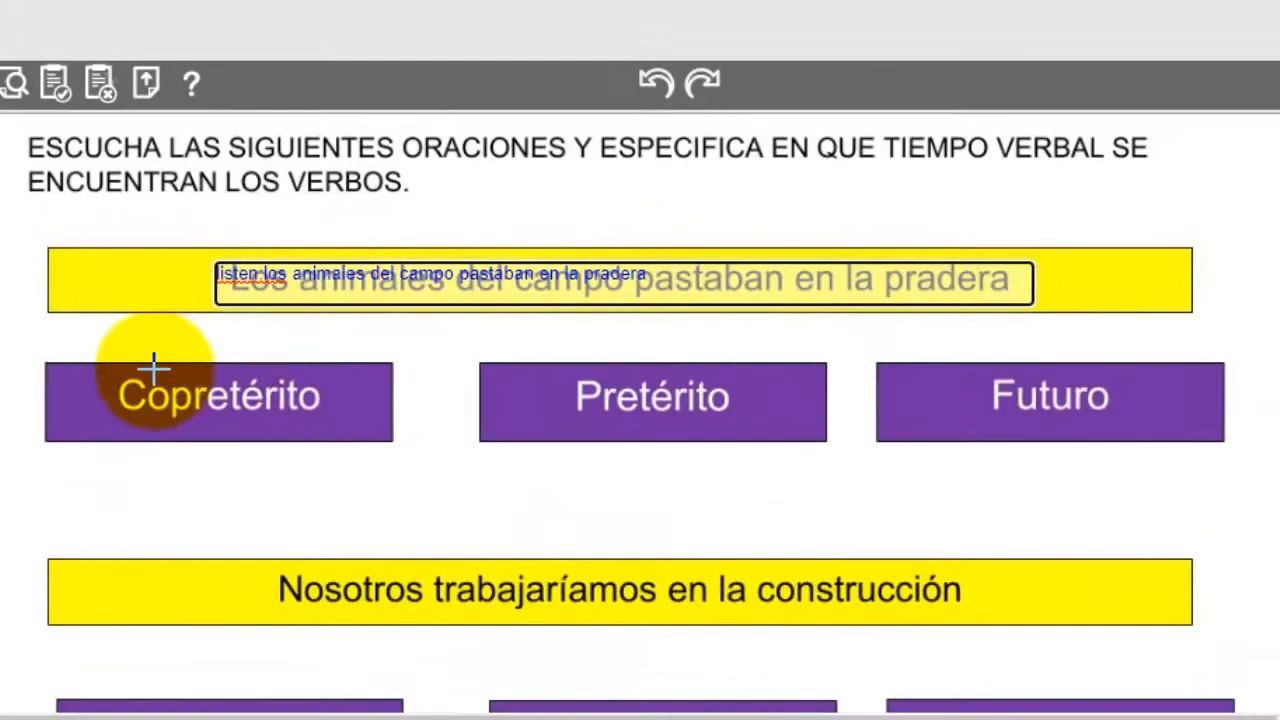 ?
ESCUCHA LAS SIGUIENTES ORACIONES Y ESPECIFICA EN QUE TIEMPO VERBAL SE
ENCUENTRAN LOS VERBOS.
listen:los animales del campo pastaban en la pradera
Los animales del campo pastaban en la pradera
Copretérito
Pretérito
Futuro
Nosotros trabajaríamos en la construcción